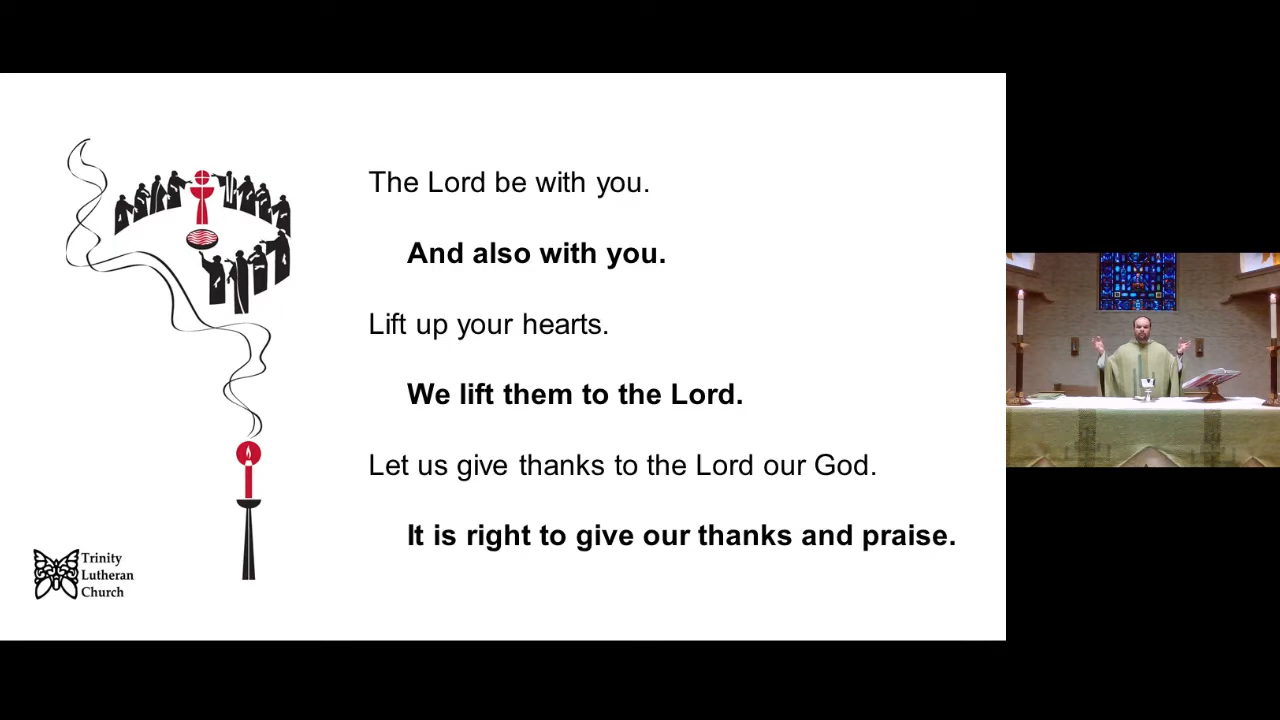 The Lord be with you.
And also with you.
Lift up your hearts.
We lift them to the Lord.
Let us give thanks to the Lord our God.
It is right to give our thanks and praise.
Trinity
Lutheran
Church